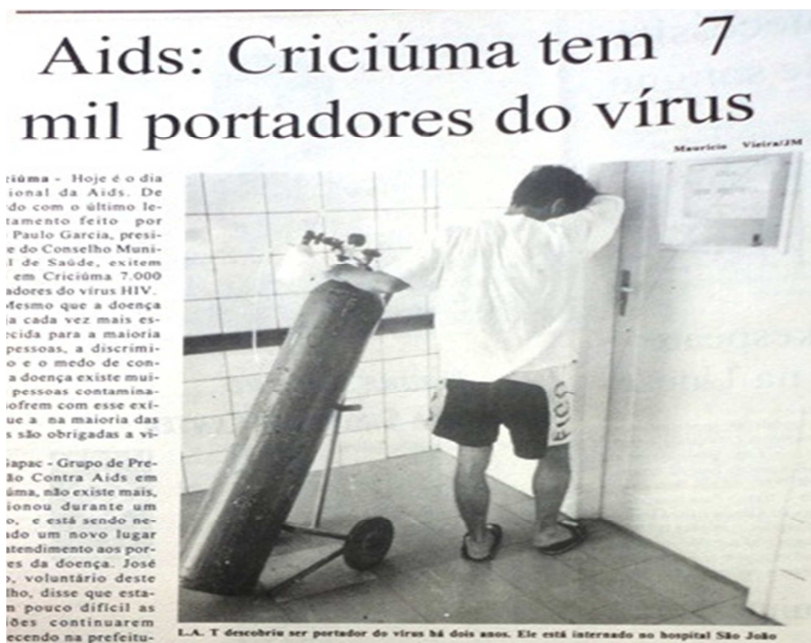 Aids: Criciúma tem 7
mil portadores do vírus
Mauricio Vieira/JM
ciúma - Hoje é o dia
ional da Aids. De
do com o último le-
tamento feito por
Paulo Garcia, presi-
e do Conselho Muni-
l de Saúde, exitem
em Criciúma 7.000
adores do vírus HIV.
Mesmo que a doença
a cada vez mais es-
ecida para a maioria
pessoas, a discrimi-
o e o medo de con-
a doença existe mui-
pessoas contamina-
sofrem com esse exí-
ue a na maioria das
s são obrigadas a vi-
Gapac - Grupo de Pre-
ão Contra Aids em
úma, não existe mais,
ionou durante um
o, e está sendo ne-
ado um novo lugar
atendimento aos por-
es da doença. José
o, voluntário deste
lho, disse que esta-
m pouco difícil as
ões continuarem
ecendo na prefeitu-
L.A. T descobriu ser portador do vírus há dois anos. Ele está internado no hospital São João